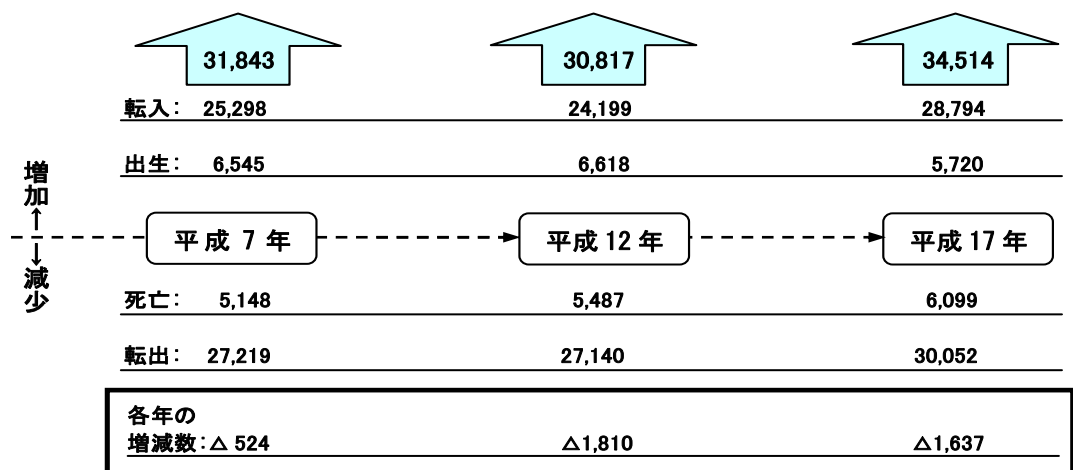 31,843 30,817 34,514
転入： 25,298 24,199 28,794
出生： 6,545 6,618 5,720
増加↑
平成 7 年 平成 12 年 平成 17 年
↓減少
死亡： 5,148 5,487 6,099
転出： 27,219 27,140 30,052
各年の
増減数：△ 524 △1,810 △1,637